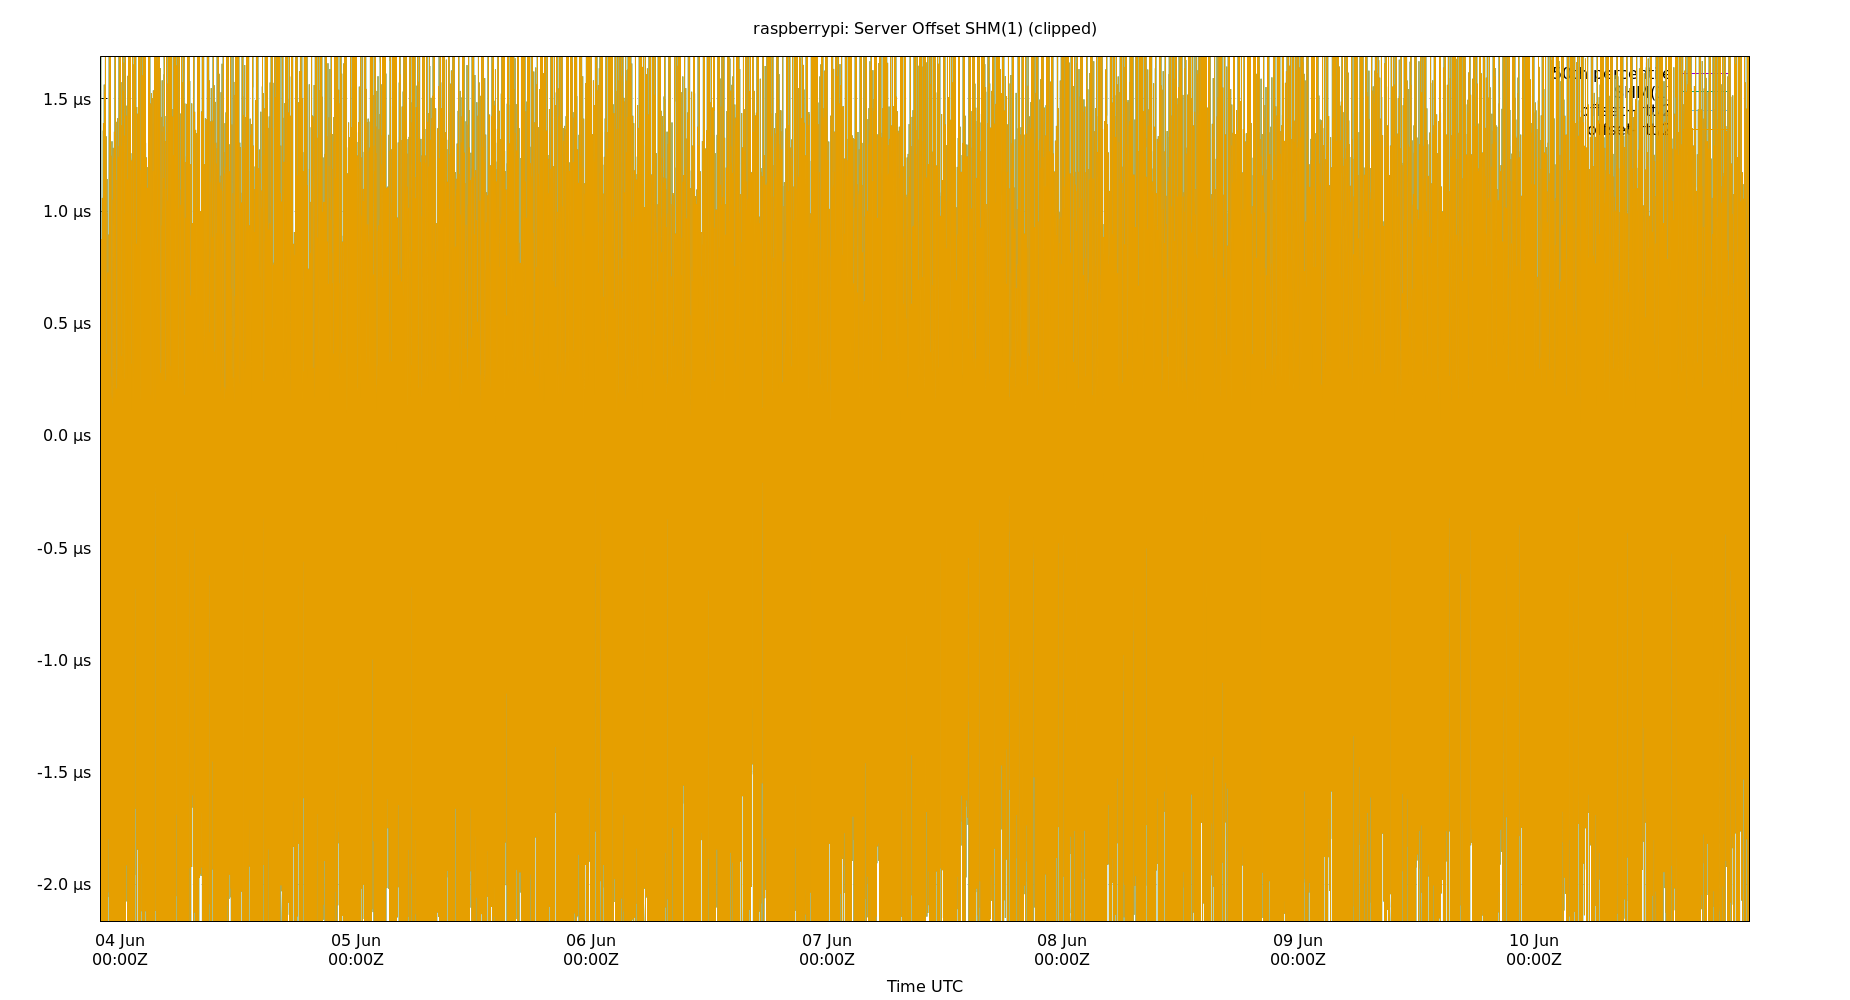 raspberrypi: Server Offset SHM(1) (clipped)
50th percentile
1.5 µs
1.0 µs
0.5 µs
0.0 µs
-0.5 µs
-1.0 µs
-1.5 µs
-2.0 µs
04 Jun 05 Jun 06 Jun 07 Jun 08 Jun 09 Jun 10 Jun
00:00Z 00:00Z 00:00Z 00:00Z 00:00Z 00:00Z 00:00Z
Time UTC